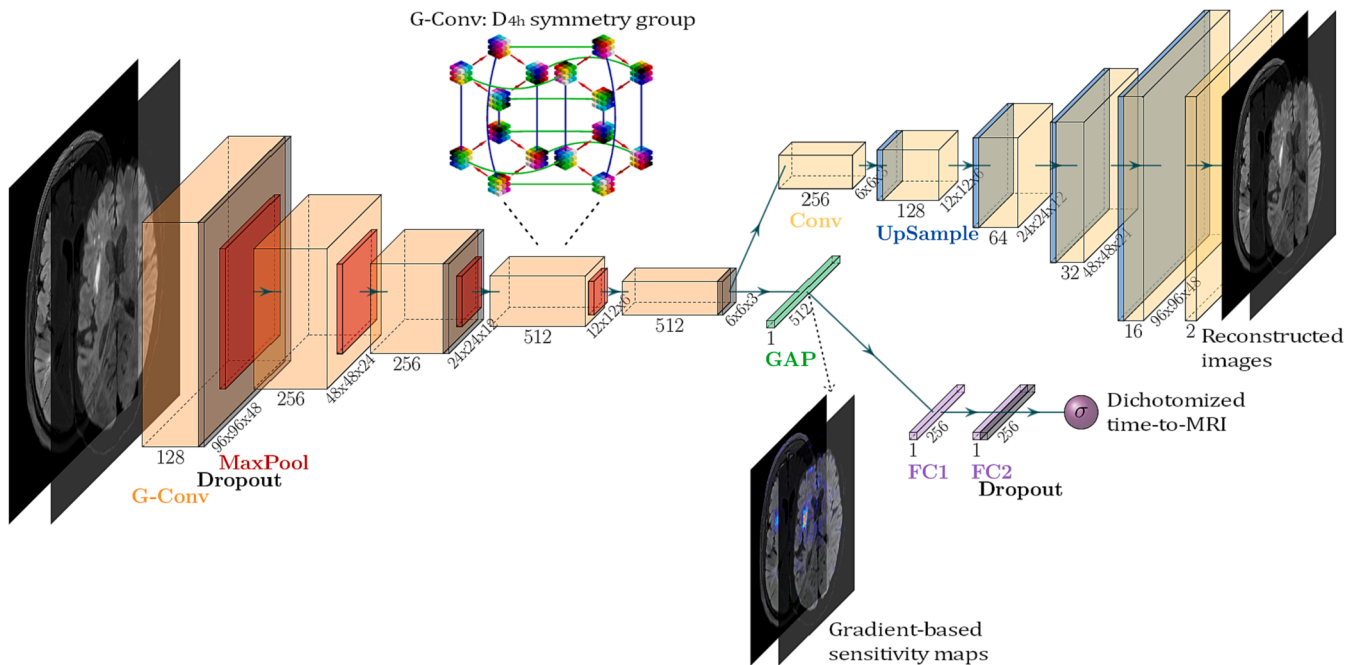 G-Conv: D4h symmetry group
128
G-Conv
Dropout
MaxPool
96x96x48
256
48x48x24
256
24x24x12
512
12x12x6
512
6x6x3
256
Conv
6x6x3
128
UpSample
12x12x6
64
24x24x12
32
48x48x24
16
96x96x48
2
Reconstructed
images
1
512
GAP
1
256
FC1
1
256
FC2
Dropout
σ
Dichotomized
time-to-MRI
Gradient-based
sensitivity maps